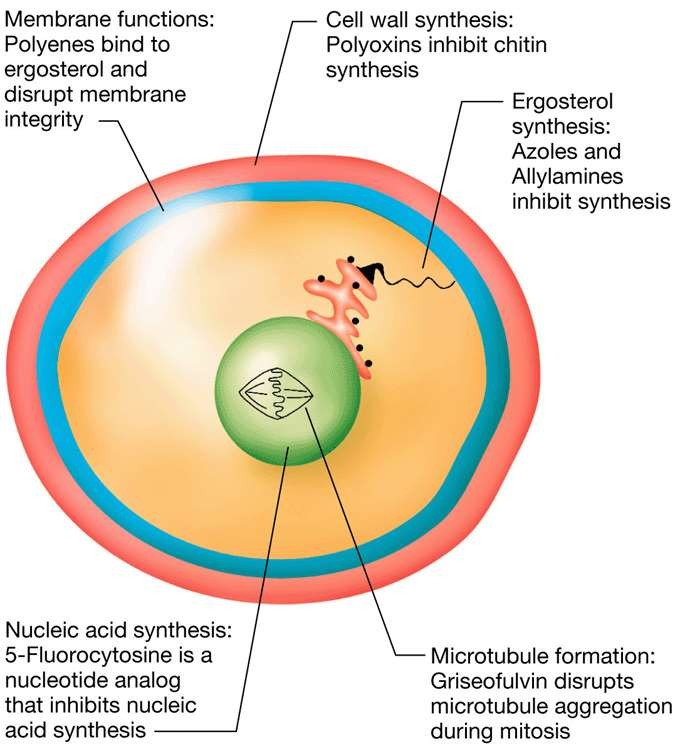 Membrane functions:
Polyenes bind to
ergosterol and
disrupt membrane
integrity
Cell wall synthesis:
Polyoxins inhibit chitin
synthesis
Ergosterol
synthesis:
Azoles and
Allylamines
inhibit synthesis
Nucleic acid synthesis:
5-Fluorocytosine is a
nucleotide analog
that inhibits nucleic
acid synthesis
Microtubule formation:
Griseofulvin disrupts
microtubule aggregation
during mitosis